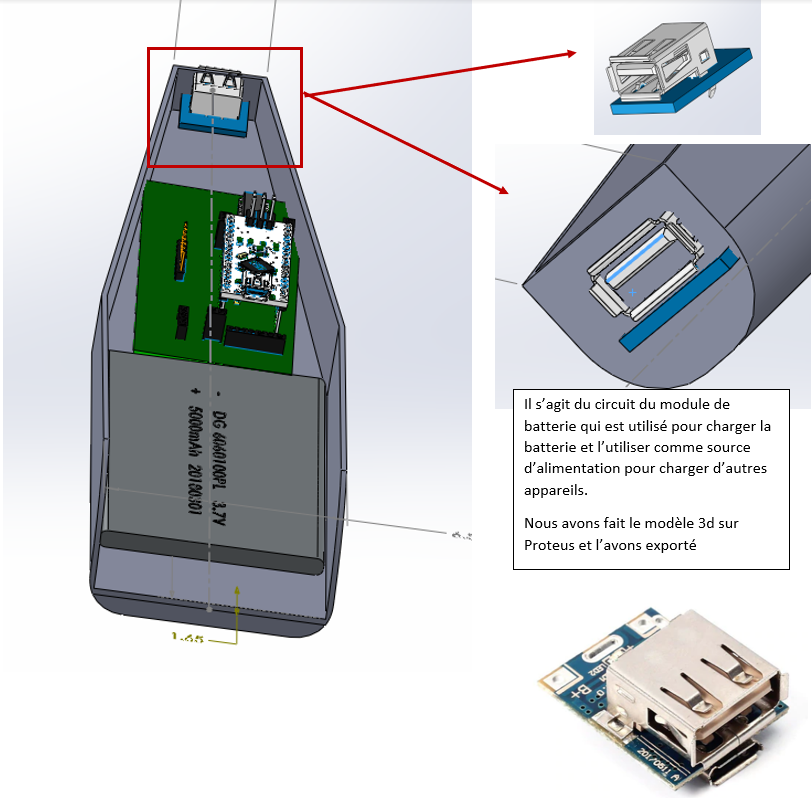 Il s’agit du circuit du module de
batterie qui est utilisé pour charger la
batterie et l’utiliser comme source
d’alimentation pour charger d’autres
appareils.
Nous avons fait le modèle 3d sur
Proteus et l’avons exporté
- DG 6060100PL 3.7V
+ 5000mAh 20180301
1.65
LED2
B+